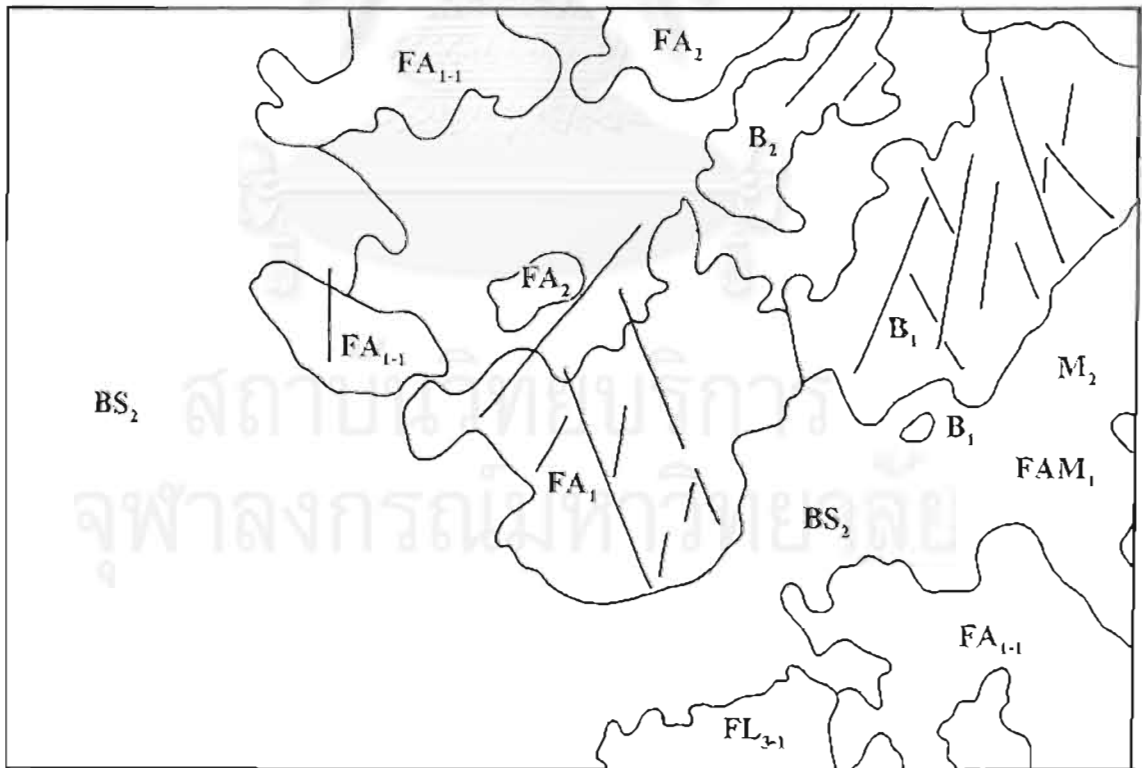 FA₁₋₁
FA₂
B₂
FA₂
FA₁₋₁
B₁
M₂
BS₂
B₁
FA₁
FAM₁
BS₂
FA₁₋₁
FL₃₋₁
สถาบันวิทยบริการ
จุฬาลงกรณ์มหาวิทยาลัย